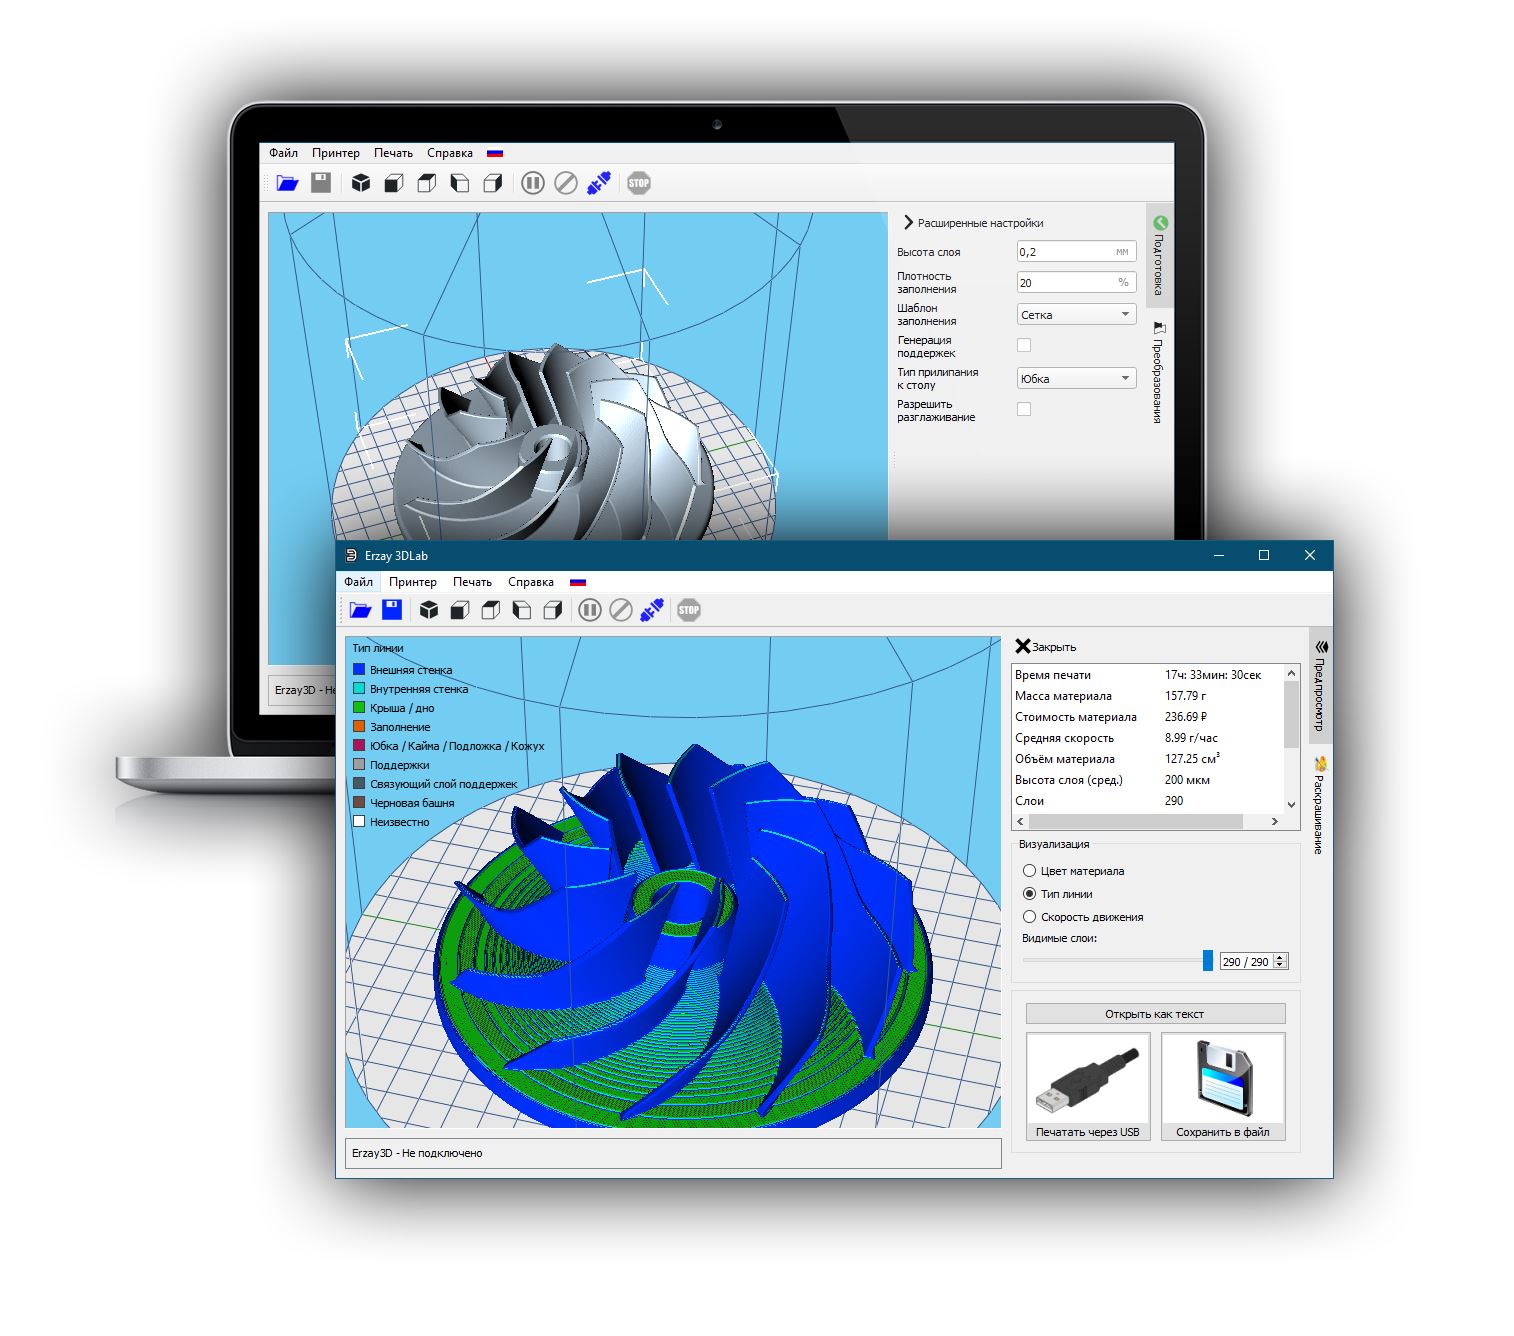 Файл Принтер Печать Справка
STOP
Расширенные настройки
Высота слоя 0,2 мм
Плотность
заполнения 20 %
Шаблон
заполнения Сетка
Генерация
поддержек
Тип прилипания
к столу Юбка
Разрешить
разглаживание
Подготовка
Преобразования
Erzay3D - Не
Erzay 3DLab
Файл Принтер Печать Справка
STOP
Тип линии
Внешняя стенка
Внутренняя стенка
Крыша / дно
Заполнение
Юбка / Кайма / Подложка / Кожух
Поддержки
Связующий слой поддержек
Черновая башня
Неизвестно
Закрыть
Время печати 17ч: 33мин: 30сек
Масса материала 157.79 г
Стоимость материала 236.69 ₽
Средняя скорость 8.99 г/час
Объём материала 127.25 см³
Высота слоя (сред.) 200 мкм
Слои 290
Визуализация
Цвет материала
Тип линии
Скорость движения
Видимые слои:
290 / 290
Открыть как текст
Печатать через USB
Сохранить в файл
Предпросмотр
Раскрашивание
Erzay3D - Не подключено